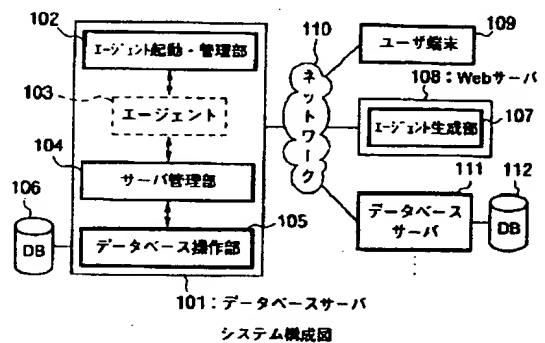 102
エージェント起動・管理部
103
エージェント
104
サーバ管理部
106
DB
105
データベース操作部
101：データベースサーバ
110
ネットワーク
109
ユーザ端末
108：Webサーバ
エージェント生成部
107
111
データベース
サーバ
112
DB
システム構成図